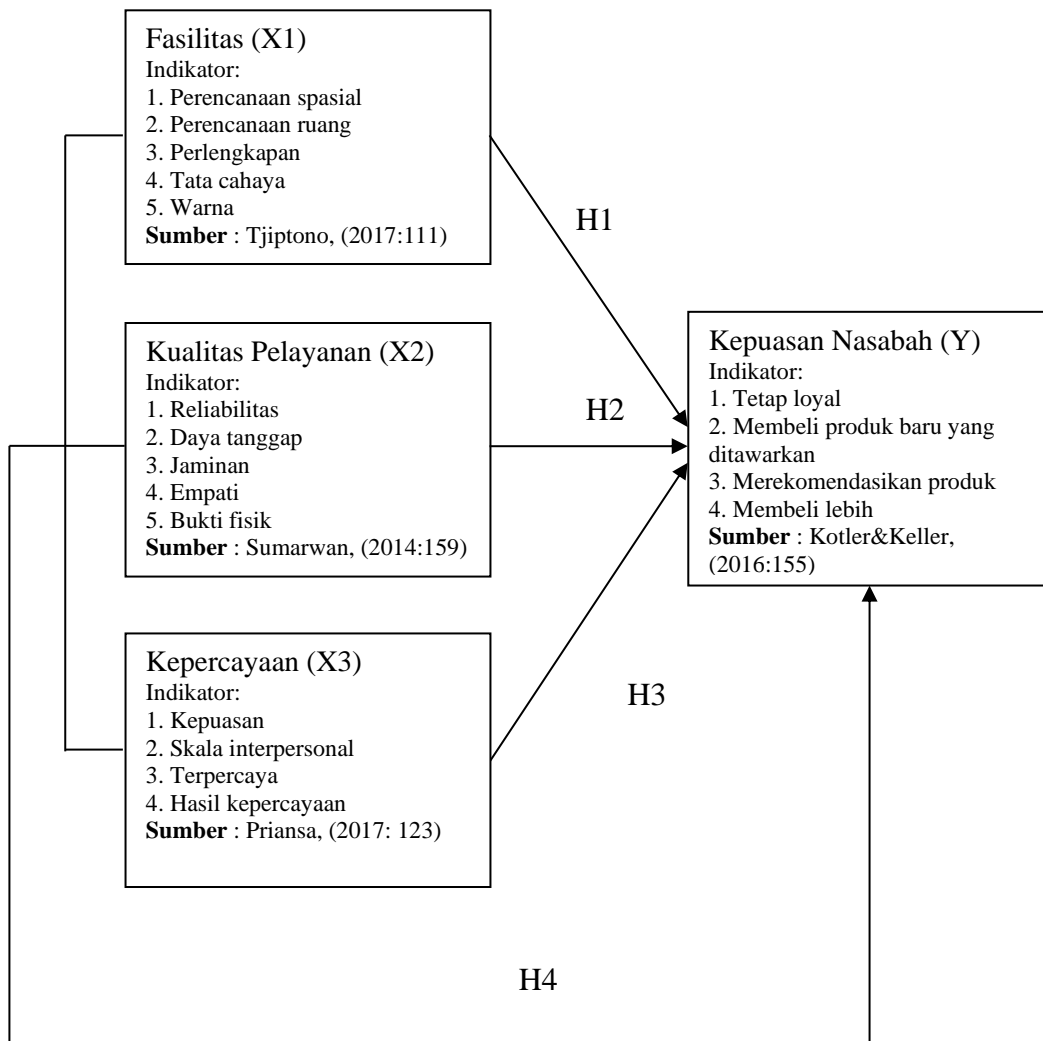 Fasilitas (X1)
Indikator:
1. Perencanaan spasial
2. Perencanaan ruang
3. Perlengkapan
4. Tata cahaya
5. Warna
Sumber : Tjiptono, (2017:111)
H1
Kualitas Pelayanan (X2)
Indikator:
1. Reliabilitas
2. Daya tanggap
3. Jaminan
4. Empati
5. Bukti fisik
Sumber : Sumarwan, (2014:159)
H2
Kepuasan Nasabah (Y)
Indikator:
1. Tetap loyal
2. Membeli produk baru yang
ditawarkan
3. Merekomendasikan produk
4. Membeli lebih
Sumber : Kotler&Keller,
(2016:155)
Kepercayaan (X3)
Indikator:
1. Kepuasan
2. Skala interpersonal
3. Terpercaya
4. Hasil kepercayaan
Sumber : Priansa, (2017: 123)
H3
H4